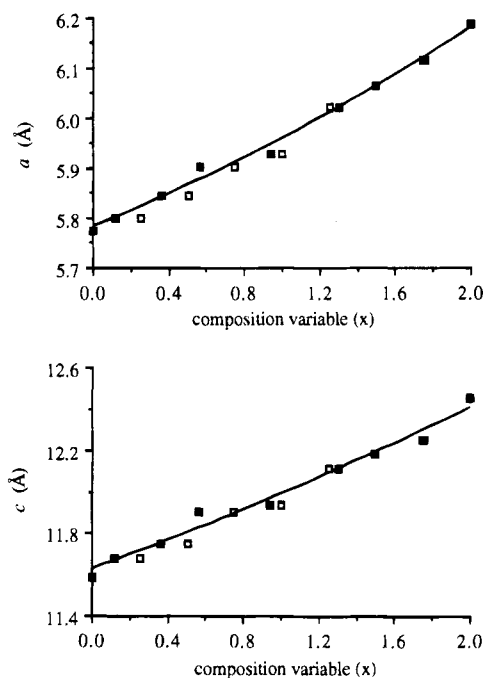 6.2
6.1
6.0
5.9
5.8
5.7
a (Å)
0.0 0.4 0.8 1.2 1.6 2.0
composition variable (x)
12.6
12.2
11.8
11.4
c (Å)
0.0 0.4 0.8 1.2 1.6 2.0
composition variable (x)